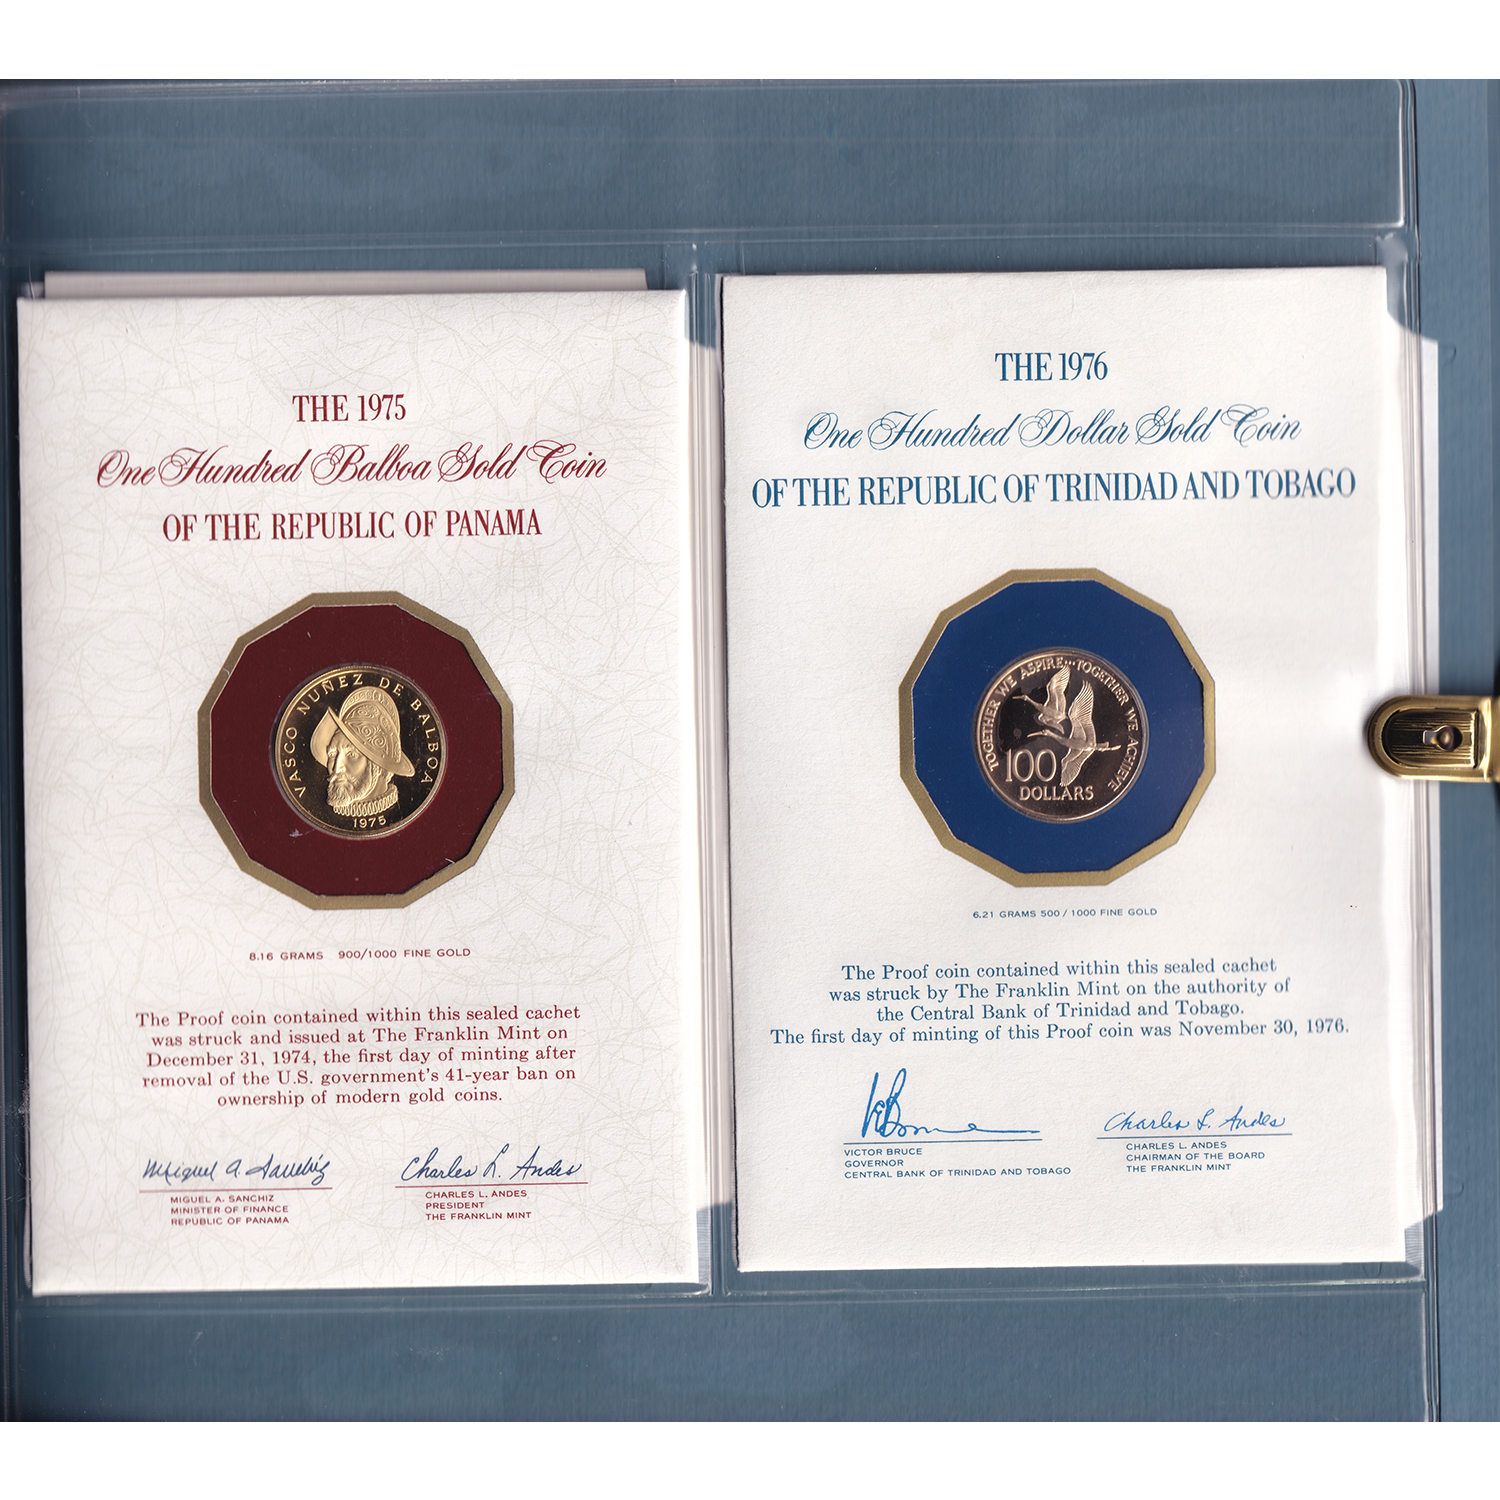 THE 1975
One Hundred Balboa Gold Coin
OF THE REPUBLIC OF PANAMA
VASCO NUÑEZ DE BALBOA
1975
8.16 GRAMS 900/1000 FINE GOLD
The Proof coin contained within this sealed cachet
was struck and issued at The Franklin Mint on
December 31, 1974, the first day of minting after
removal of the U.S. government's 41-year ban on
ownership of modern gold coins.
Miguel A. Sanchiz
MIGUEL A. SANCHIZ
MINISTER OF FINANCE
REPUBLIC OF PANAMA
Charles L. Andes
CHARLES L. ANDES
PRESIDENT
THE FRANKLIN MINT
THE 1976
One Hundred Dollar Gold Coin
OF THE REPUBLIC OF TRINIDAD AND TOBAGO
TOGETHER WE ASPIRE···TOGETHER WE ACHIEVE
100
DOLLARS
6.21 GRAMS 500 / 1000 FINE GOLD
The Proof coin contained within this sealed cachet
was struck by The Franklin Mint on the authority of
the Central Bank of Trinidad and Tobago.
The first day of minting of this Proof coin was November 30, 1976.
VICTOR BRUCE
GOVERNOR
CENTRAL BANK OF TRINIDAD AND TOBAGO
Charles L. Andes
CHARLES L. ANDES
CHAIRMAN OF THE BOARD
THE FRANKLIN MINT